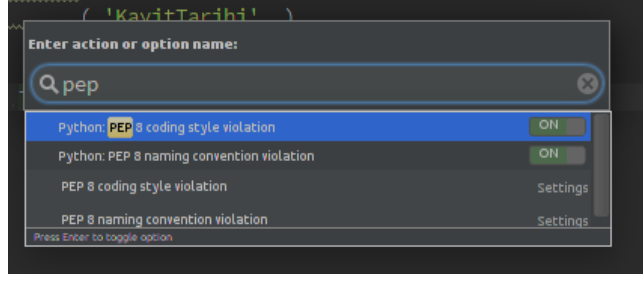 ( 'KayitTarihi' )
Enter action or option name:
pep
Python: PEP 8 coding style violation ON
Python: PEP 8 naming convention violation ON
PEP 8 coding style violation Settings
PEP 8 naming convention violation Settings
Press Enter to toggle option